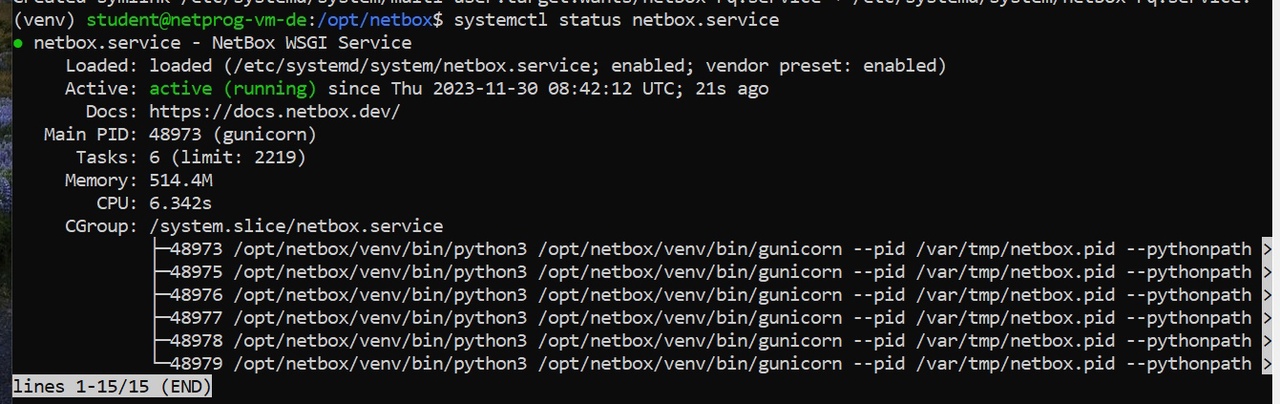 created symlink /etc/systemd/system/multi-user.target.wants/netbox-rq.service → /etc/systemd/system/netbox-rq.service.
(venv) student@netprog-vm-de:/opt/netbox$ systemctl status netbox.service
● netbox.service - NetBox WSGI Service
Loaded: loaded (/etc/systemd/system/netbox.service; enabled; vendor preset: enabled)
Active: active (running) since Thu 2023-11-30 08:42:12 UTC; 21s ago
Docs: https://docs.netbox.dev/
Main PID: 48973 (gunicorn)
Tasks: 6 (limit: 2219)
Memory: 514.4M
CPU: 6.342s
CGroup: /system.slice/netbox.service
├─48973 /opt/netbox/venv/bin/python3 /opt/netbox/venv/bin/gunicorn --pid /var/tmp/netbox.pid --pythonpath >
├─48975 /opt/netbox/venv/bin/python3 /opt/netbox/venv/bin/gunicorn --pid /var/tmp/netbox.pid --pythonpath >
├─48976 /opt/netbox/venv/bin/python3 /opt/netbox/venv/bin/gunicorn --pid /var/tmp/netbox.pid --pythonpath >
├─48977 /opt/netbox/venv/bin/python3 /opt/netbox/venv/bin/gunicorn --pid /var/tmp/netbox.pid --pythonpath >
├─48978 /opt/netbox/venv/bin/python3 /opt/netbox/venv/bin/gunicorn --pid /var/tmp/netbox.pid --pythonpath >
└─48979 /opt/netbox/venv/bin/python3 /opt/netbox/venv/bin/gunicorn --pid /var/tmp/netbox.pid --pythonpath >
lines 1-15/15 (END)